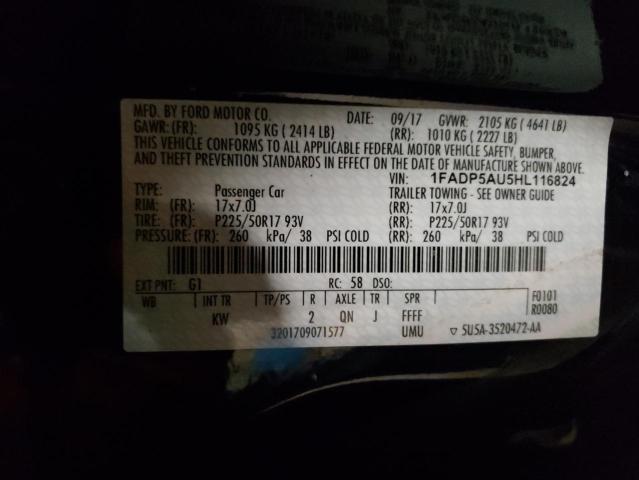 MFD. BY FORD MOTOR CO.
DATE: 09/17 GVWR: 2105 KG ( 4641 LB)
GAWR: (FR): 1095 KG ( 2414 LB) (RR): 1010 KG ( 2227 LB)
THIS VEHICLE CONFORMS TO ALL APPLICABLE FEDERAL MOTOR VEHICLE SAFETY, BUMPER,
AND THEFT PREVENTION STANDARDS IN EFFECT ON THE DATE OF MANUFACTURE SHOWN ABOVE.
VIN: 1FADP5AU5HL116824
TYPE: Passenger Car TRAILER TOWING - SEE OWNER GUIDE
RIM: (FR): 17x7.0J (RR): 17x7.0J
TIRE: (FR): P225/50R17 93V (RR): P225/50R17 93V
PRESSURE: (FR): 260 kPa/ 38 PSI COLD (RR): 260 kPa/ 38 PSI COLD
EXT PNT: G1 RC: 58 DSO:
WB INT TR TP/PS R AXLE TR SPR F0101
R0080
KW 2 QN J FFFF
3201709071577 UMU ▽ 5U5A-3520472-AA